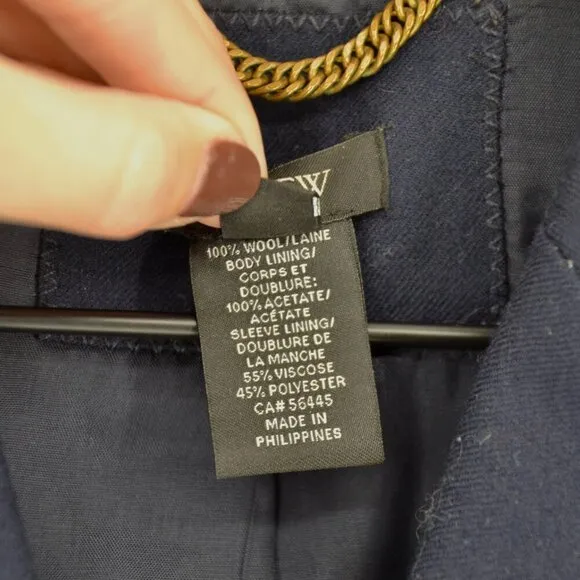 100% WOOL/LAINE
BODY LINING/
CORPS ET
DOUBLURE:
100% ACETATE/
ACÉTATE
SLEEVE LINING/
DOUBLURE DE
LA MANCHE
55% VISCOSE
45% POLYESTER
CA# 56445
MADE IN
PHILIPPINES